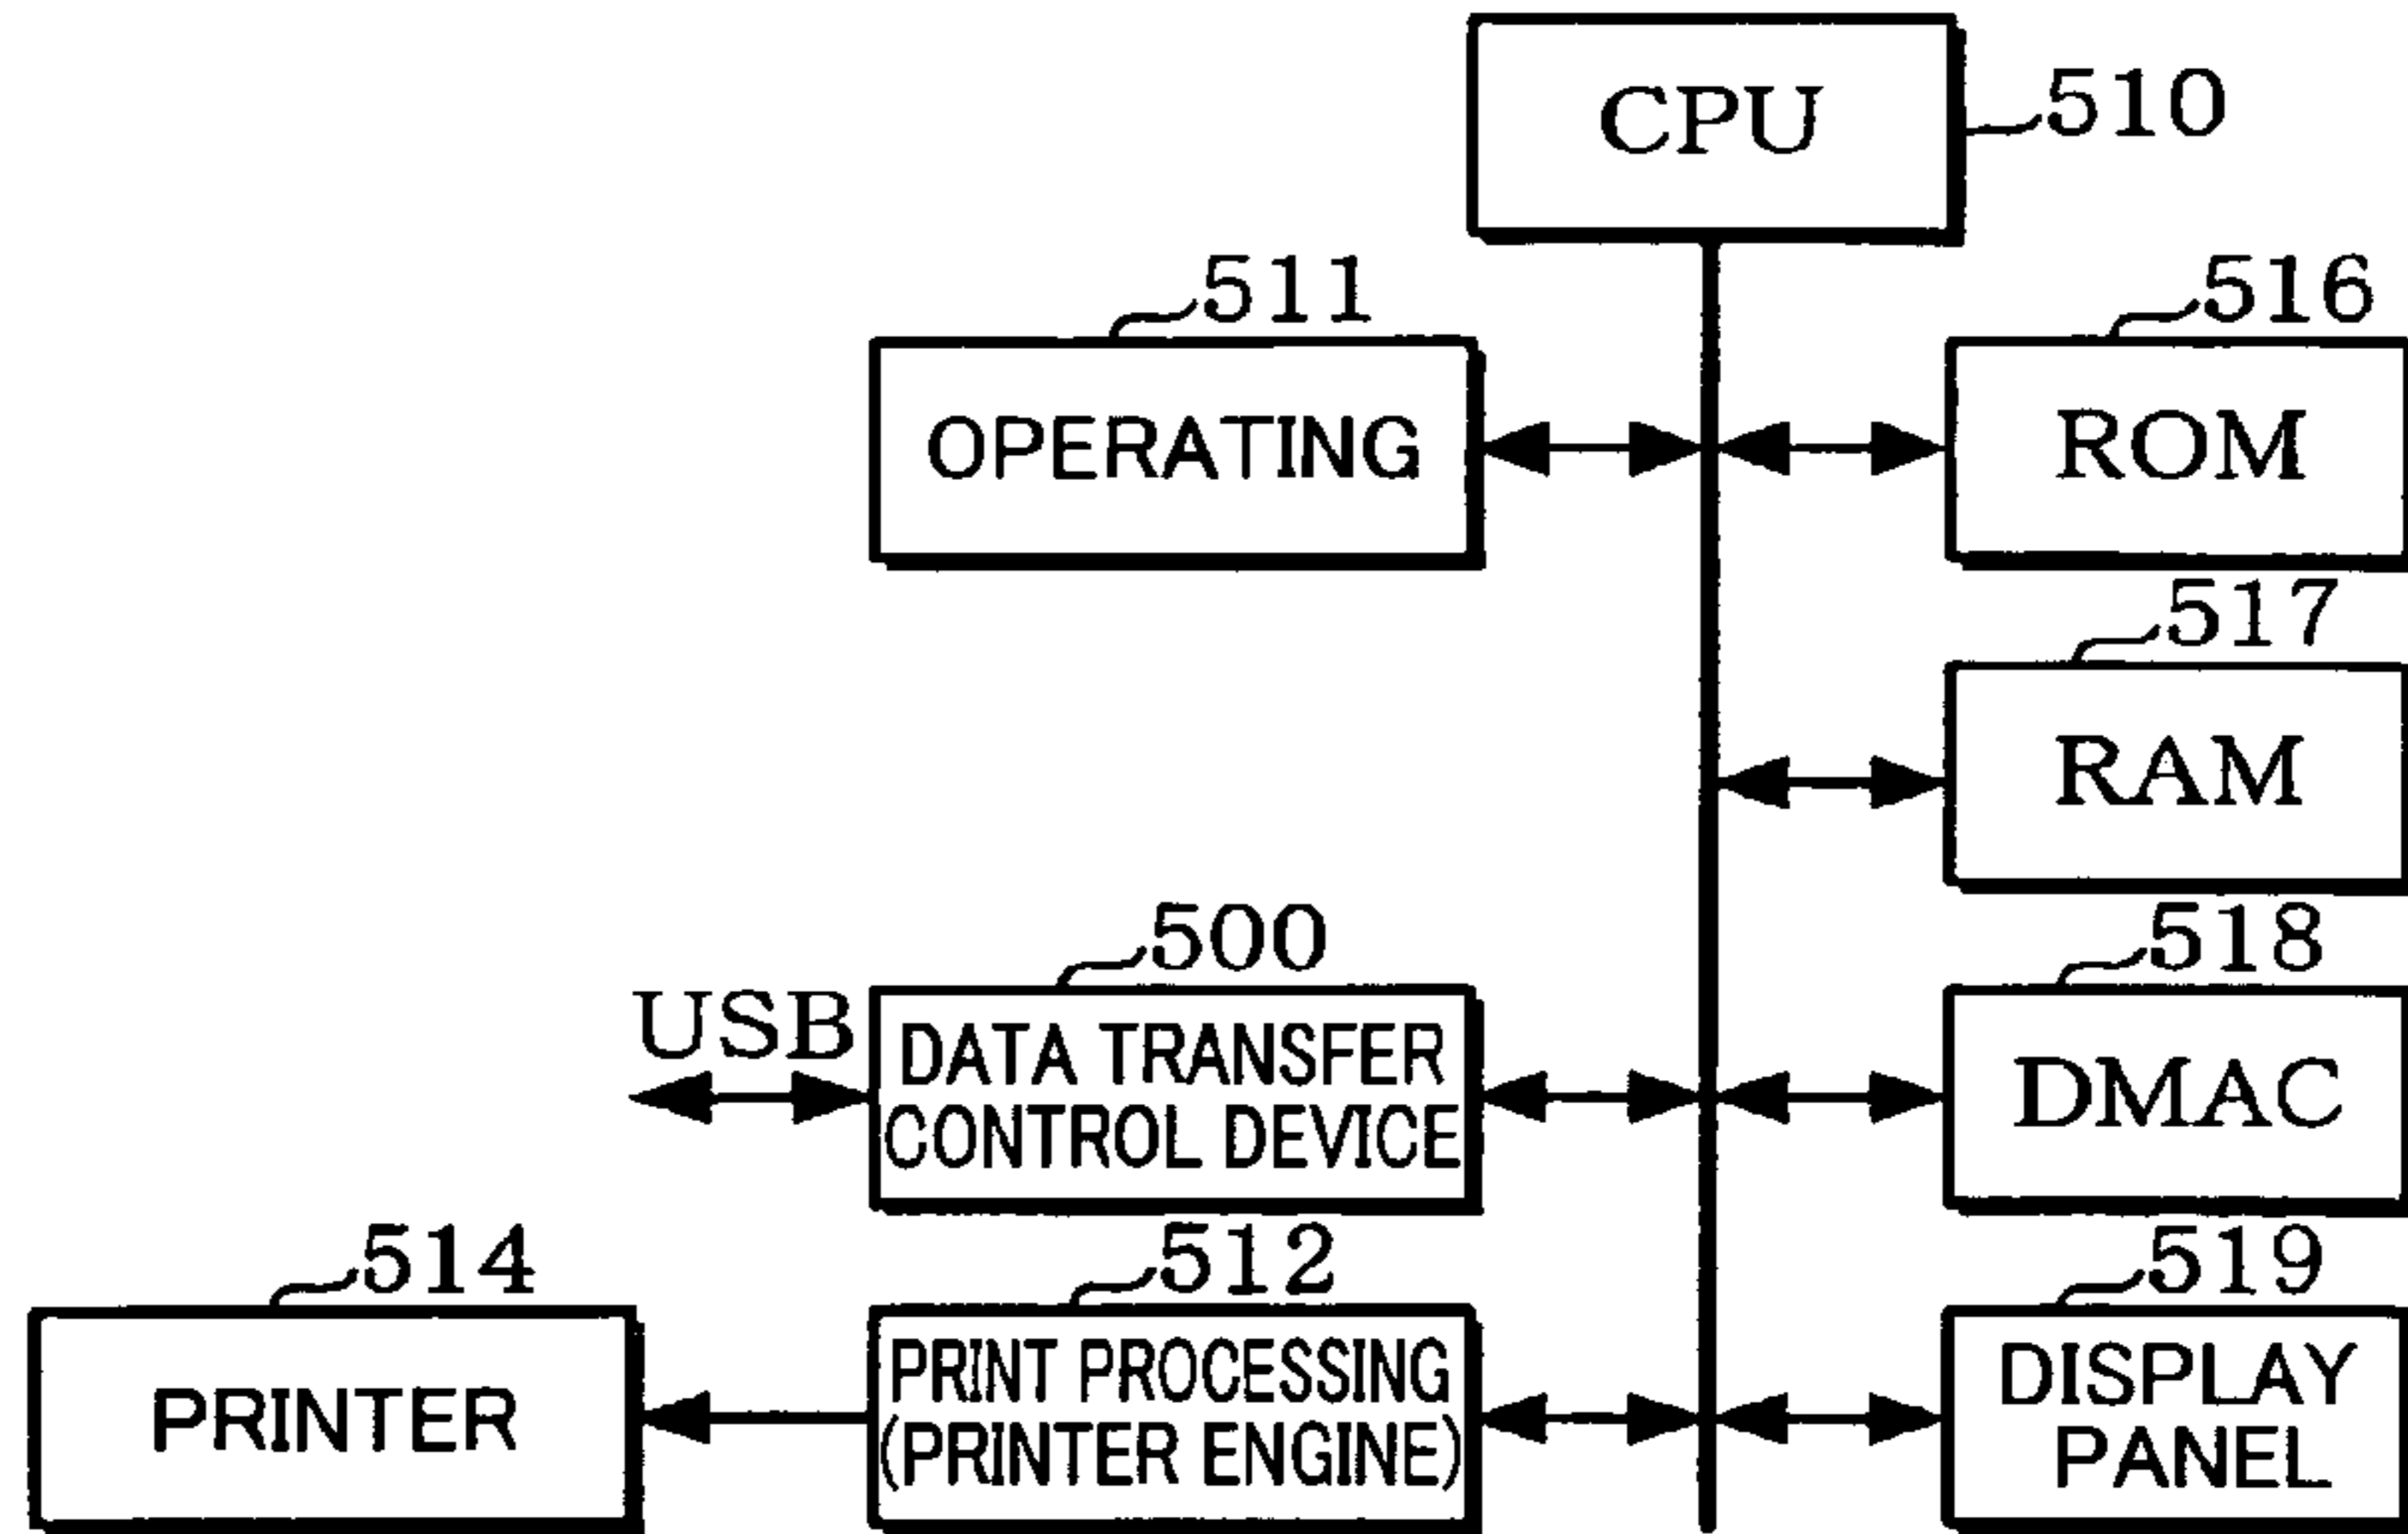 CPU
510
511
516
OPERATING
ROM
517
RAM
500
518
USB
DATA TRANSFER
CONTROL DEVICE
DMAC
514
512
519
PRINTER
PRINT PROCESSING
(PRINTER ENGINE)
DISPLAY
PANEL